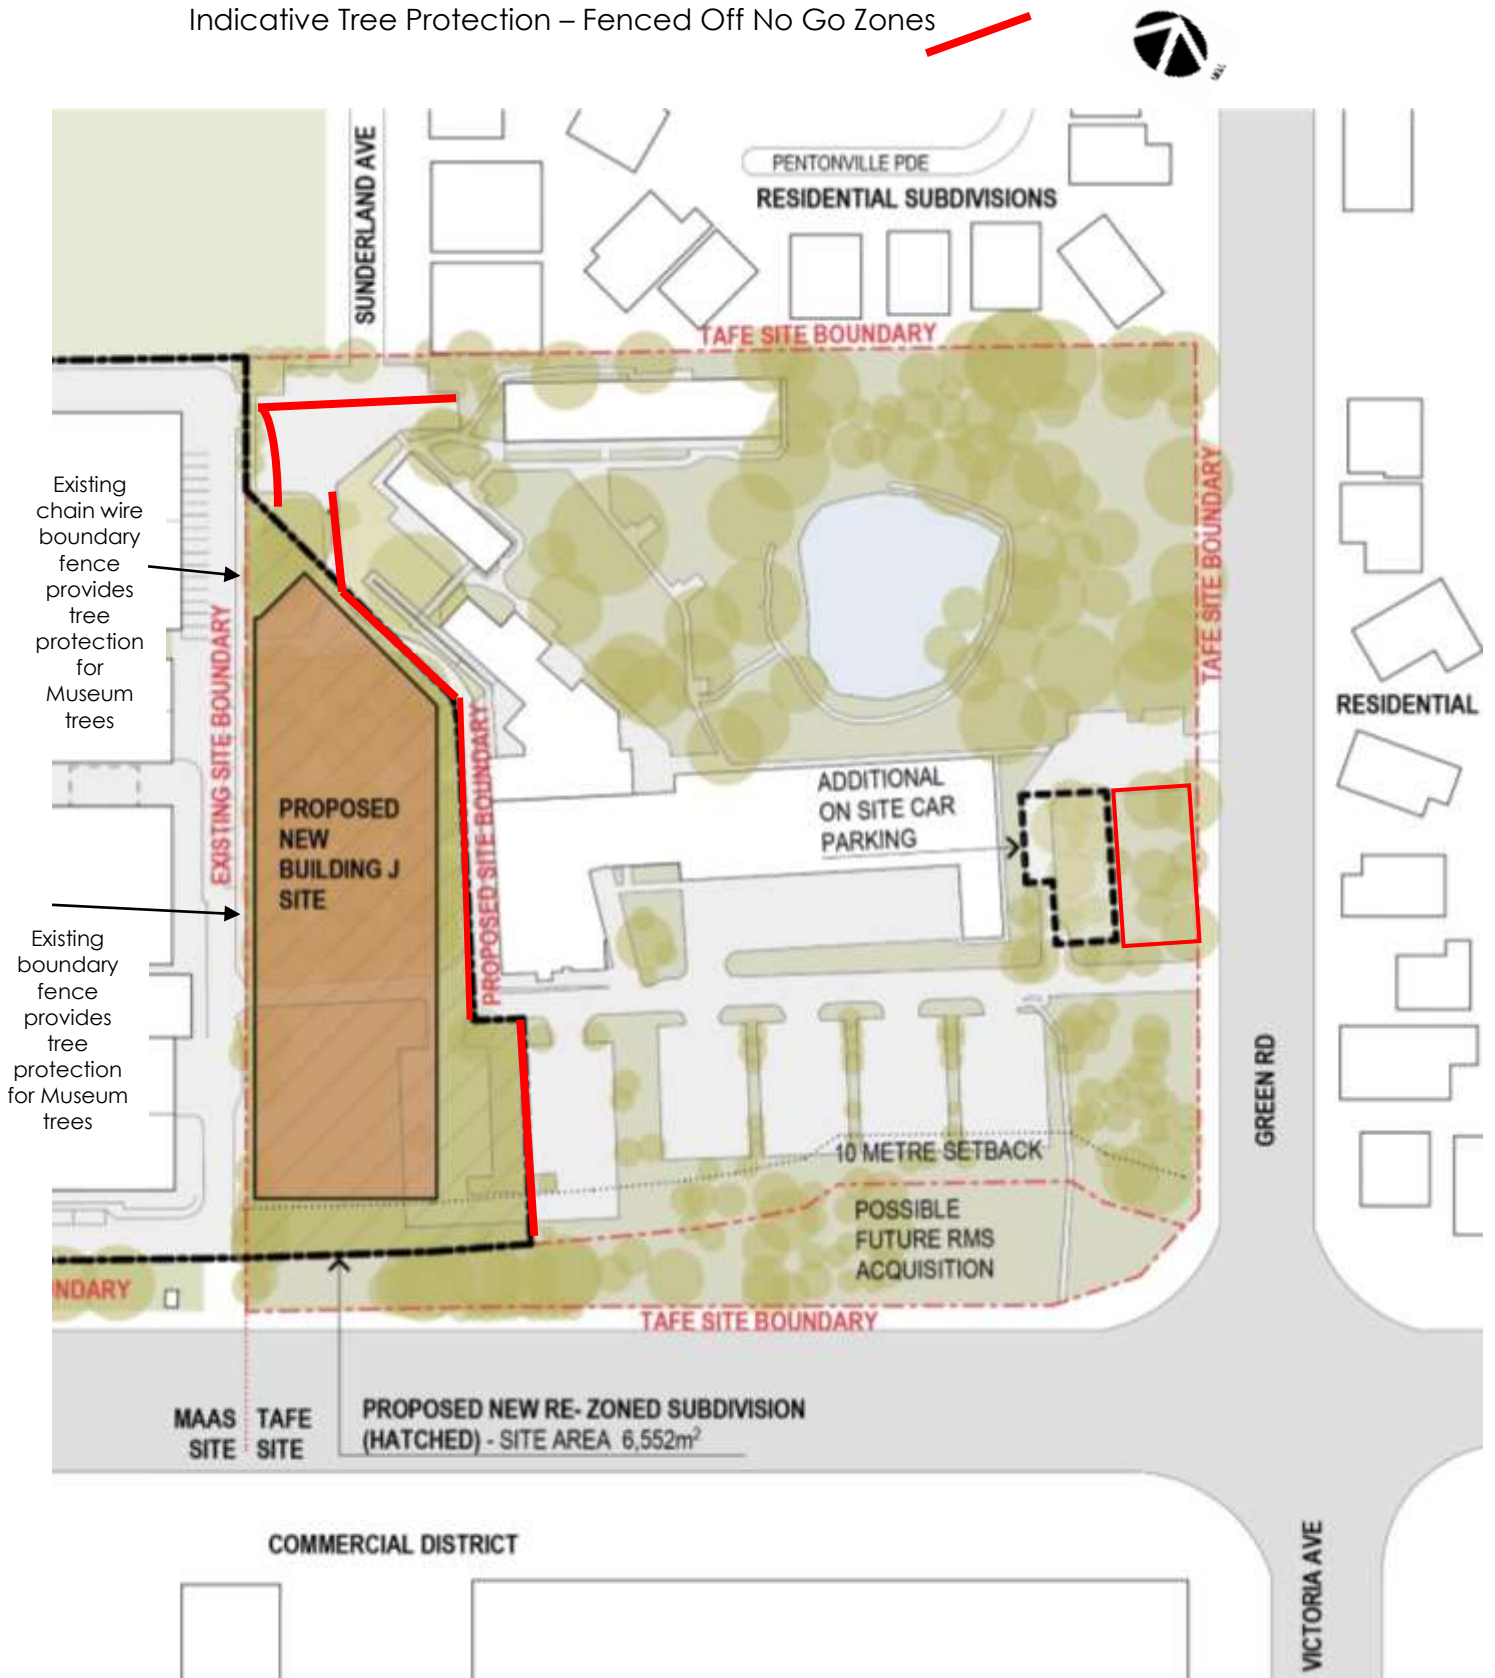 Indicative Tree Protection – Fenced Off No Go Zones
SUNDERLAND AVE
PENTONVILLE PDE
RESIDENTIAL SUBDIVISIONS
TAFE SITE BOUNDARY
TAFE SITE BOUNDARY
TAFE SITE BOUNDARY
Existing
chain wire
boundary
fence
provides
tree
protection
for
Museum
trees
EXISTING SITE BOUNDARY
PROPOSED
NEW
BUILDING J
SITE
PROPOSED SITE BOUNDARY
ADDITIONAL
ON SITE CAR
PARKING
RESIDENTIAL
Existing
boundary
fence
provides
tree
protection
for Museum
trees
GREEN RD
10 METRE SETBACK
POSSIBLE
FUTURE RMS
ACQUISITION
NDARY
TAFE SITE BOUNDARY
MAAS
SITE
TAFE
SITE
PROPOSED NEW RE- ZONED SUBDIVISION
(HATCHED) - SITE AREA 6,552m²
COMMERCIAL DISTRICT
VICTORIA AVE